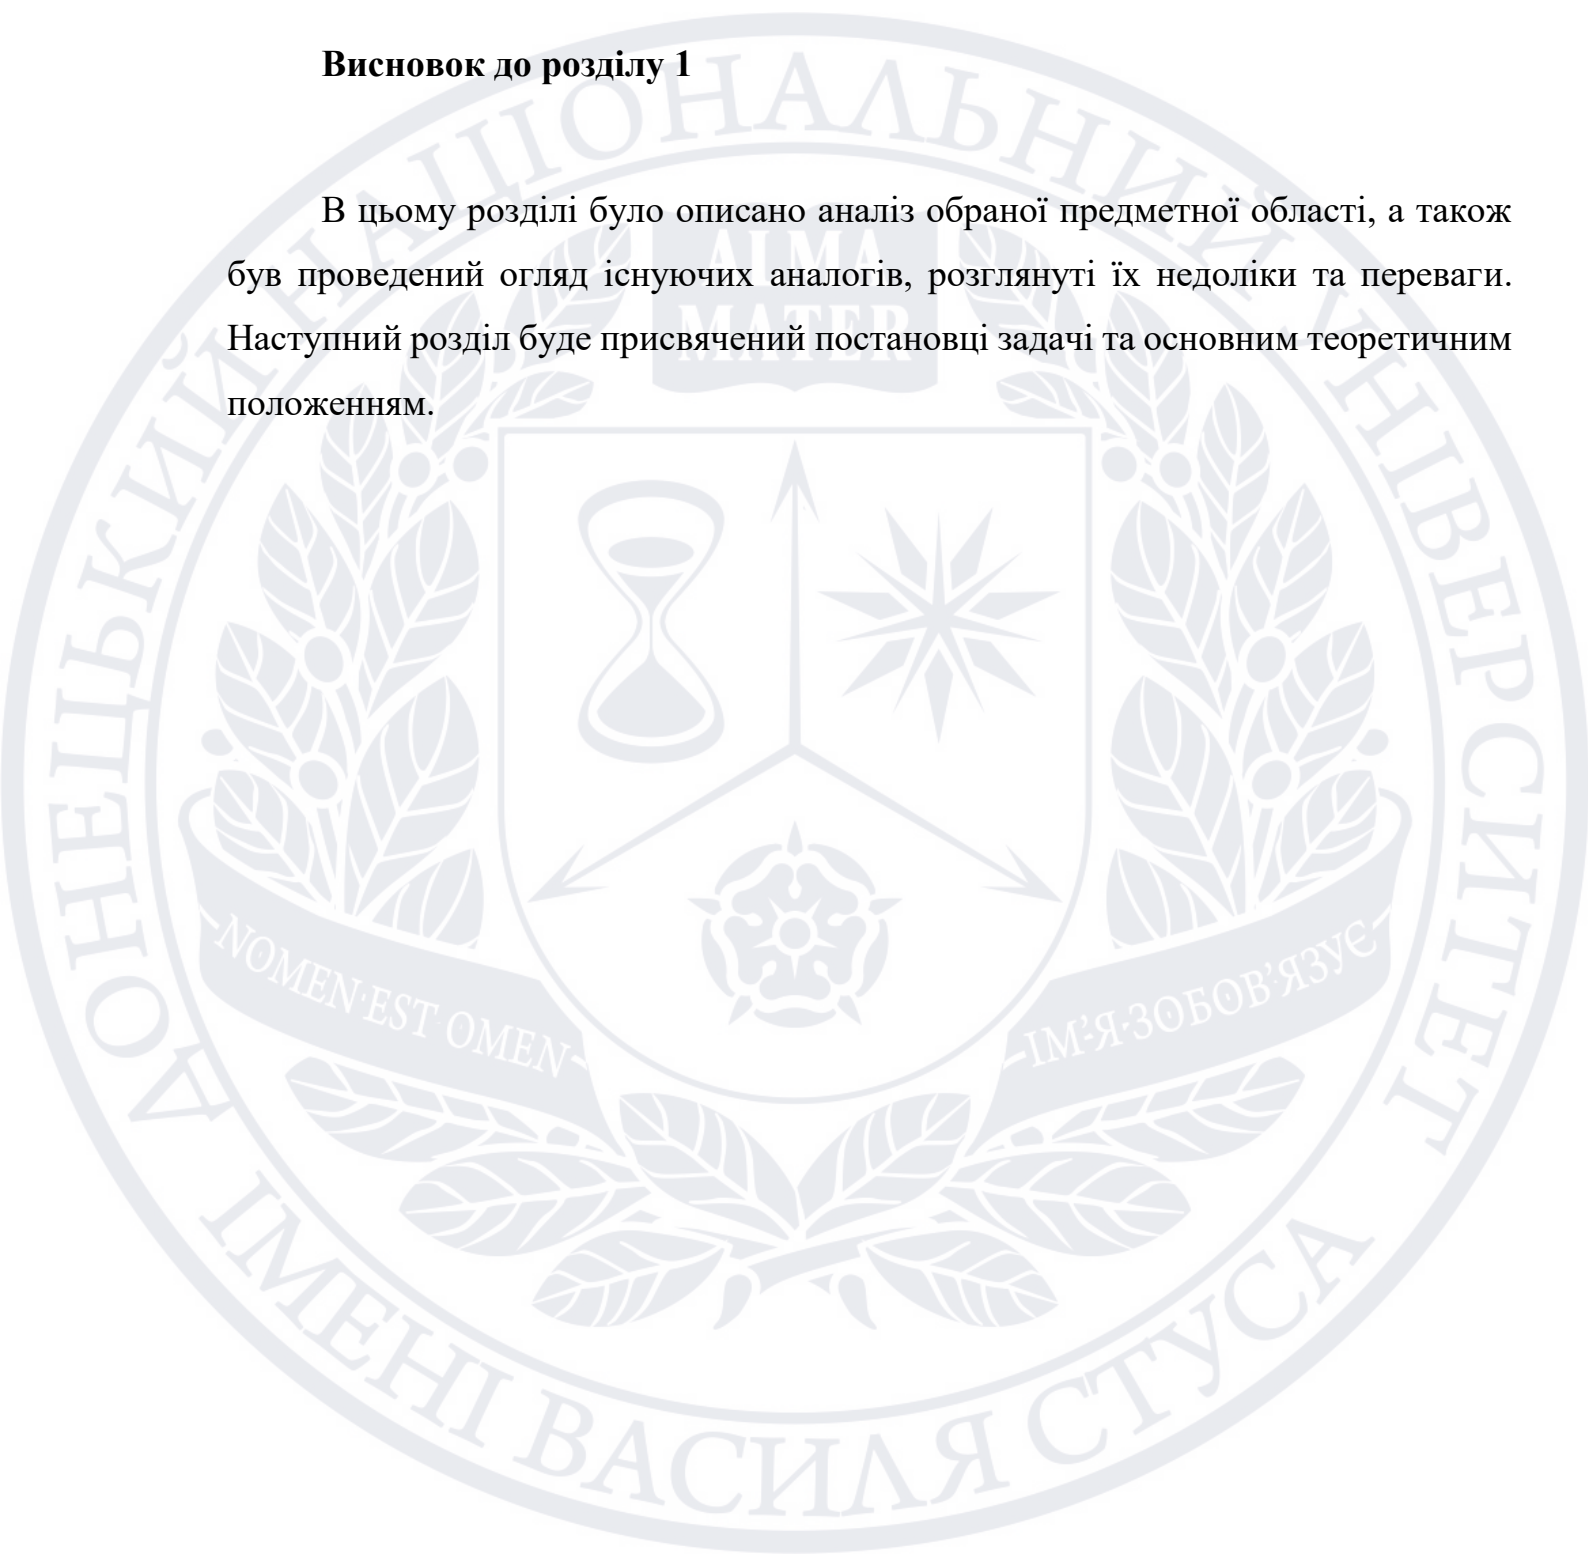 Висновок до розділу 1
В цьому розділі було описано аналіз обраної предметної області, а також
був проведений огляд існуючих аналогів, розглянуті їх недоліки та переваги.
Наступний розділ буде присвячений постановці задачі та основним теоретичним
положенням.
ДОНЕЦЬКИЙ НАЦІОНАЛЬНИЙ УНІВЕРСИТЕТ
ІМЕНІ ВАСИЛЯ СТУСА
ALMA
MATER
NOMEN·EST·OMEN
ІМ'Я·ЗОБОВ'ЯЗУЄ